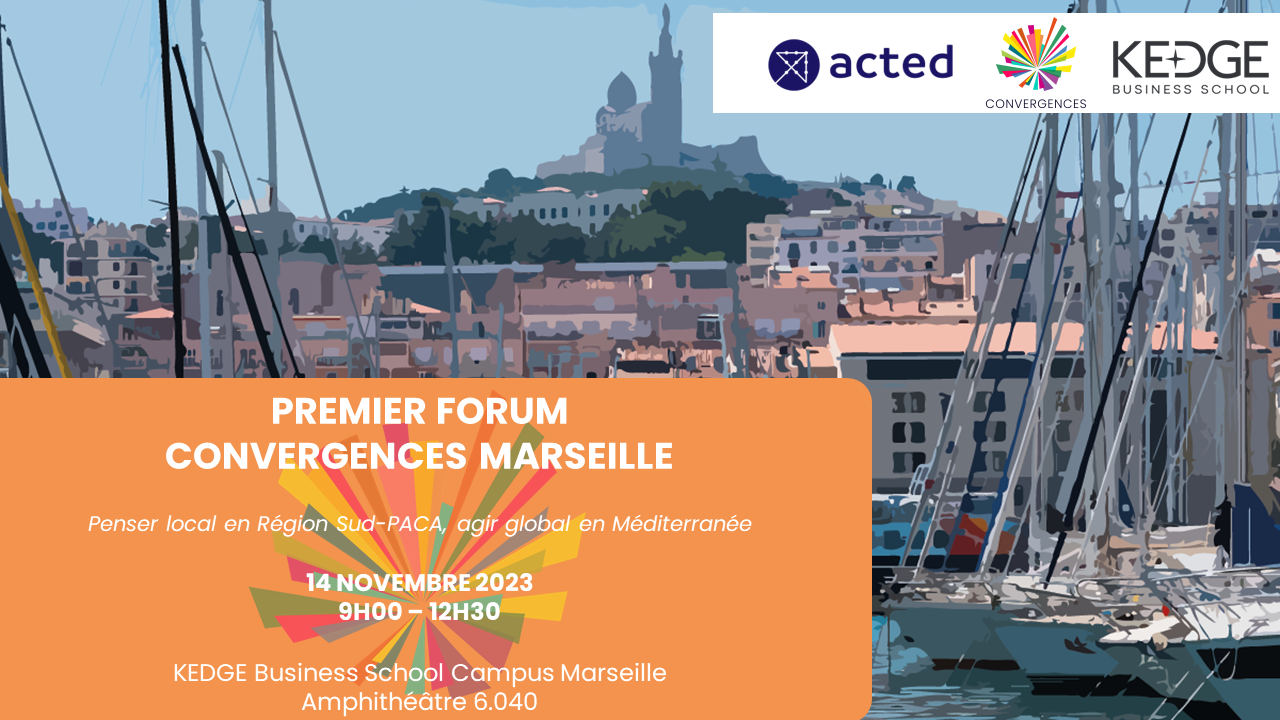 acted
CONVERGENCES
KEDGE
BUSINESS SCHOOL
PREMIER FORUM
CONVERGENCES MARSEILLE
Penser local en Région Sud-PACA, agir global en Méditerranée
14 NOVEMBRE 2023
9H00 – 12H30
KEDGE Business School Campus Marseille
Amphithéâtre 6.040